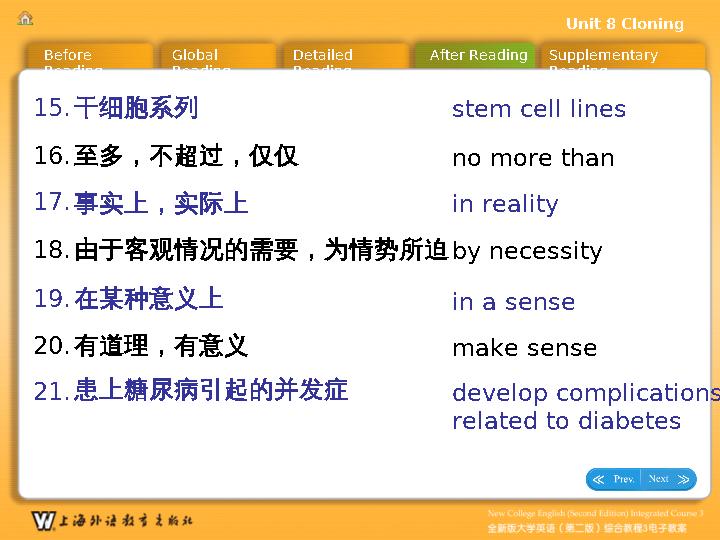 Unit 8 Cloning
Before Reading
Global Reading
Detailed Reading
After Reading
Supplementary Reading
15.干细胞系列 stem cell lines
16.至多，不超过，仅仅 no more than
17.事实上，实际上 in reality
18.由于客观情况的需要，为情势所迫 by necessity
19.在某种意义上 in a sense
20.有道理，有意义 make sense
21.患上糖尿病引起的并发症 develop complications
related to diabetes
Prev. Next
上海外语教育出版社
New College English (Second Edition) Integrated Course 3
全新版大学英语（第二版）综合教程3电子教案